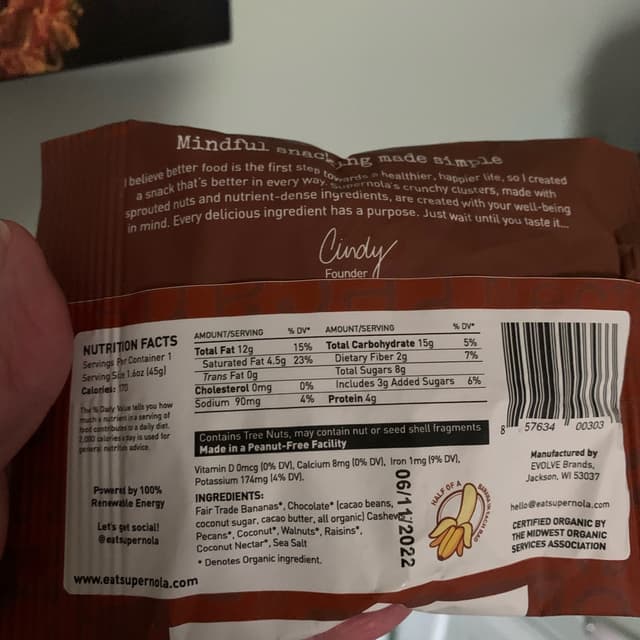 Mindful snacking made simple
I believe better food is the first step towards a healthier, happier life, so I created
a snack that's better in every way. Supernola's crunchy clusters, made with
sprouted nuts and nutrient-dense ingredients, are created with your well-being
in mind. Every delicious ingredient has a purpose. Just wait until you taste it...
Cindy
Founder
NUTRITION FACTS
Servings Per Container 1
Serving Size 1.6oz (45g)
Calories 170
The % Daily Value tells you how
much a nutrient in a serving of
food contributes to a daily diet.
2,000 calories a day is used for
general nutrition advice.
Powered by 100%
Renewable Energy
Let's get social!
@eatsupernola
www.eatsupernola.com
AMOUNT/SERVING % DV* AMOUNT/SERVING % DV*
Total Fat 12g 15% Total Carbohydrate 15g 5%
Saturated Fat 4.5g 23% Dietary Fiber 2g 7%
Trans Fat 0g Total Sugars 8g
Cholesterol 0mg 0% Includes 3g Added Sugars 6%
Sodium 90mg 4% Protein 4g
Contains Tree Nuts, may contain nut or seed shell fragments
Made in a Peanut-Free Facility
Vitamin D 0mcg (0% DV), Calcium 8mg (0% DV), Iron 1mg (9% DV),
Potassium 174mg (4% DV).
INGREDIENTS:
Fair Trade Bananas*, Chocolate* (cacao beans,
coconut sugar, cacao butter, all organic) Cashews*,
Pecans*, Coconut*, Walnuts*, Raisins*,
Coconut Nectar*, Sea Salt
* Denotes Organic ingredient.
06/11/2022
HALF OF A BANANA IN EACH BAG
8 57634 00303
Manufactured by
EVOLVE Brands,
Jackson, WI 53037
hello@eatsupernola.com
CERTIFIED ORGANIC BY
THE MIDWEST ORGANIC
SERVICES ASSOCIATION